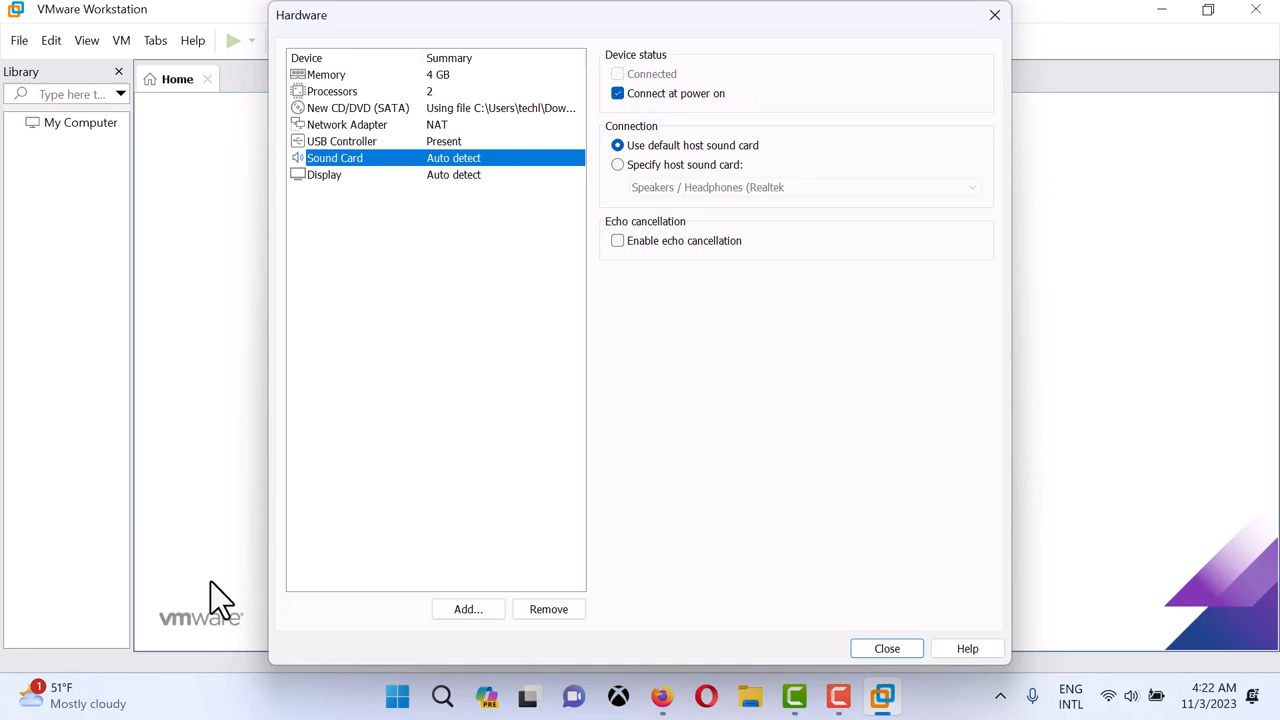 VMware Workstation
File Edit View VM Tabs Help
Library
Type here t...
My Computer
Home
Hardware
Device Summary
Memory 4 GB
Processors 2
New CD/DVD (SATA) Using file C:\Users\techl\Dow...
Network Adapter NAT
USB Controller Present
Sound Card Auto detect
Display Auto detect
Add... Remove
Device status
Connected
Connect at power on
Connection
Use default host sound card
Specify host sound card:
Speakers / Headphones (Realtek
Echo cancellation
Enable echo cancellation
Close Help
vmware
1
51°F
Mostly cloudy
PRE
ENG
INTL
4:22 AM
11/3/2023